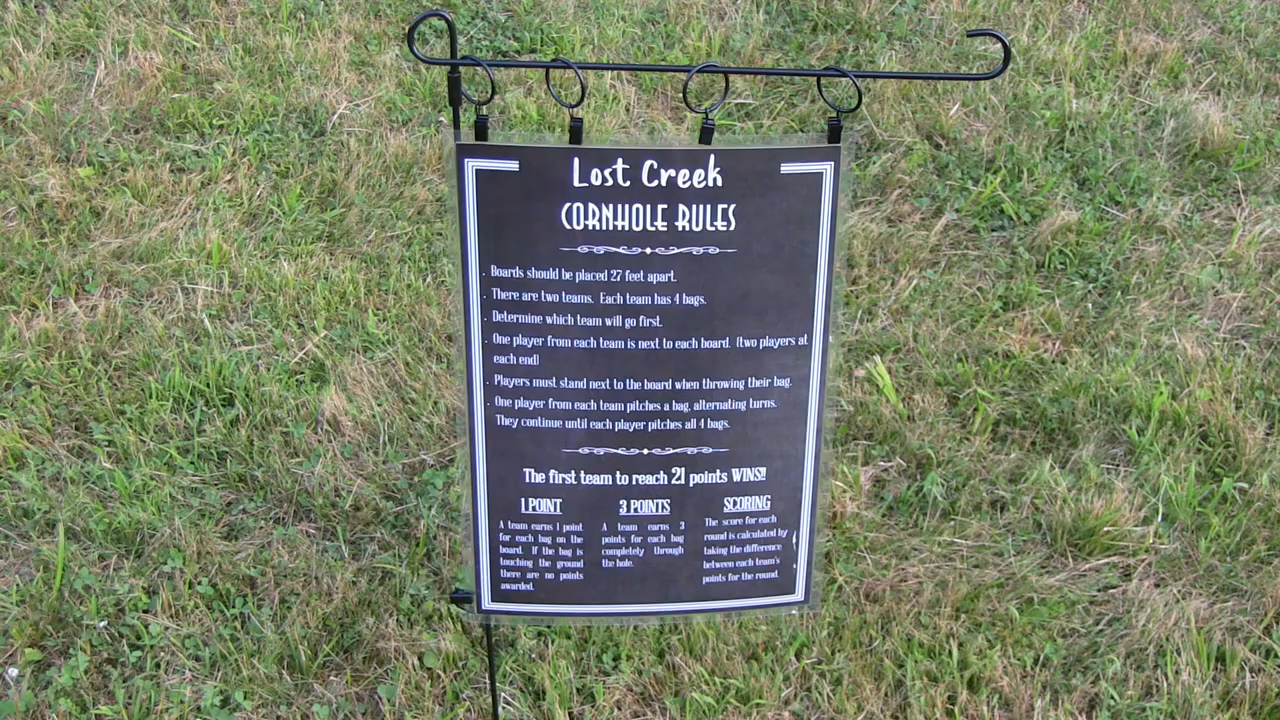 Lost Creek
CORNHOLE RULES
. Boards should be placed 27 feet apart.
. There are two teams. Each team has 4 bags.
. Determine which team will go first.
. One player from each team is next to each board. (two players at
each end)
. Players must stand next to the board when throwing their bag.
. One player from each team pitches a bag, alternating turns.
They continue until each player pitches all 4 bags.
The first team to reach 21 points WINS!!
1 POINT
A team earns 1 point
for each bag on the
board. If the bag is
touching the ground
there are no points
awarded.
3 POINTS
A team earns 3
points for each bag
completely through
the hole.
SCORING
The score for each
round is calculated by
taking the difference
between each team's
points for the round.